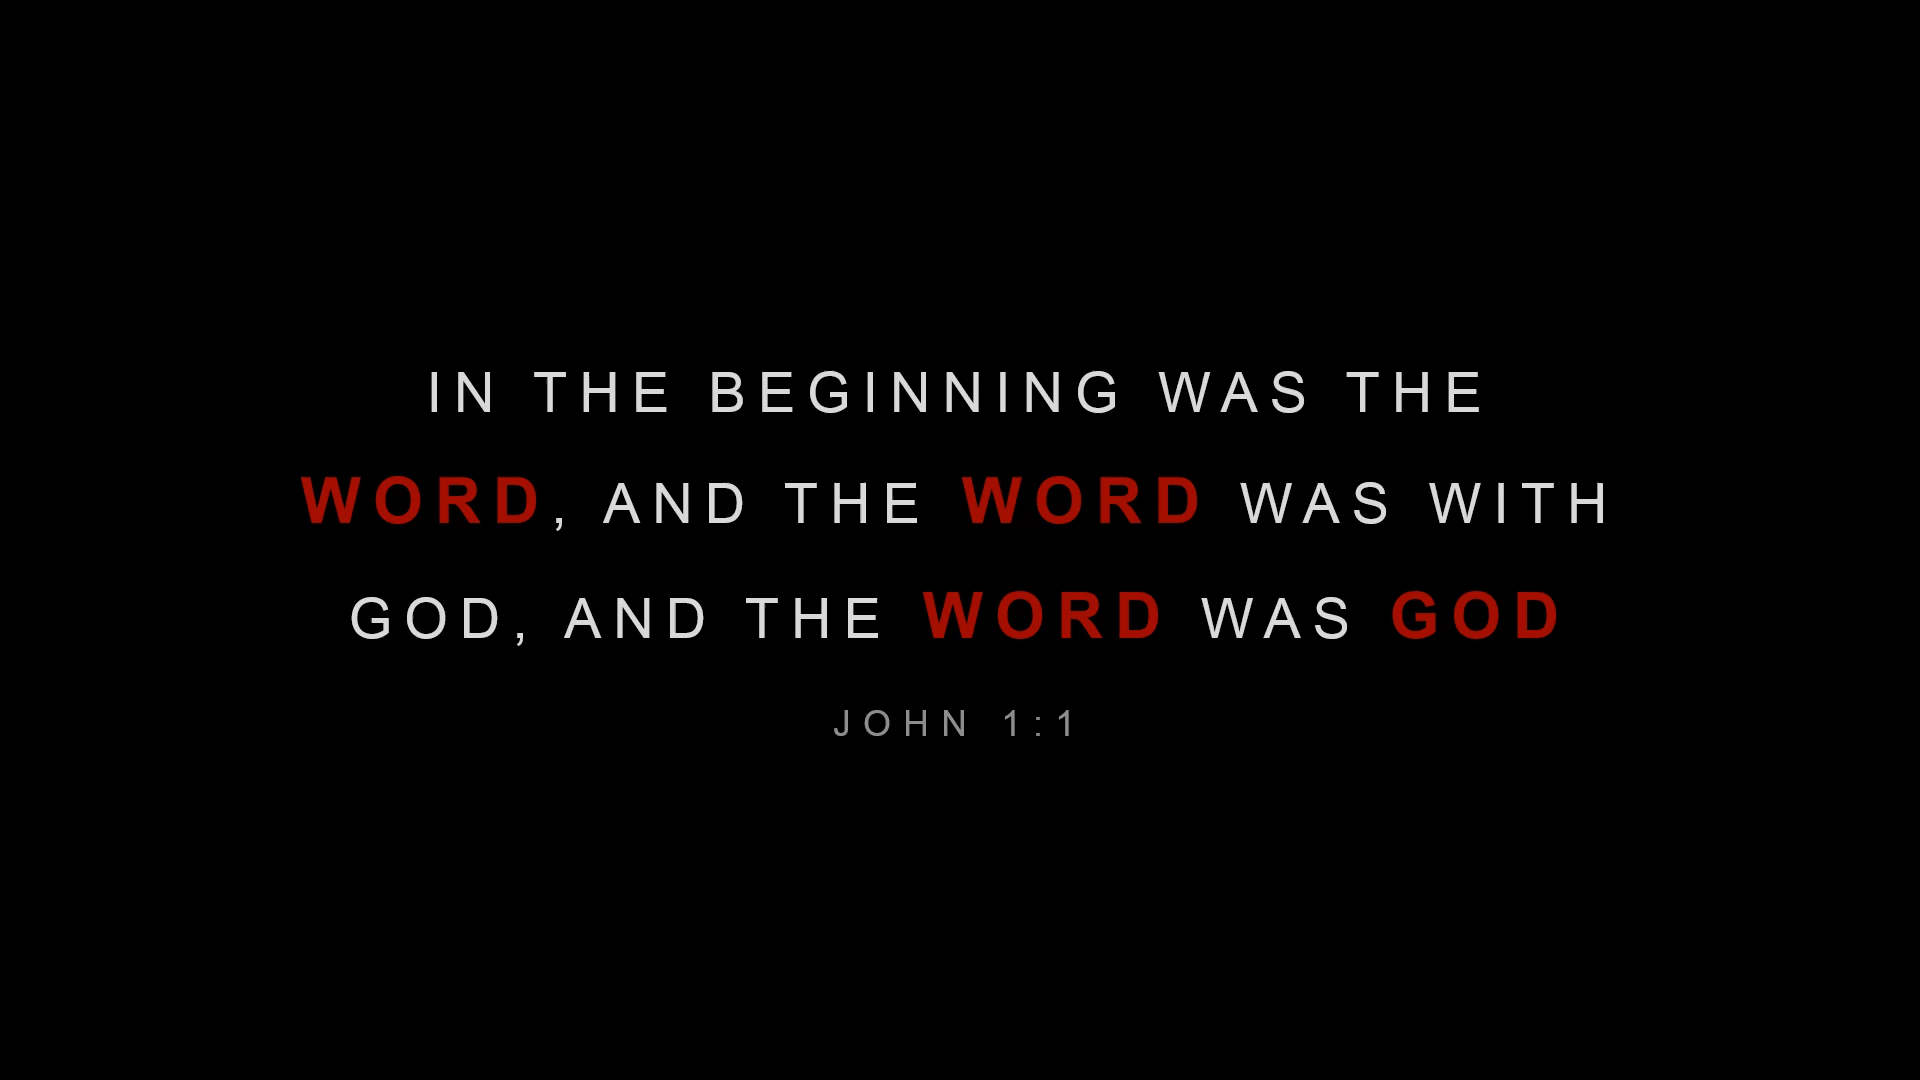 IN THE BEGINNING WAS THE
WORD, AND THE WORD WAS WITH
GOD, AND THE WORD WAS GOD
JOHN 1:1